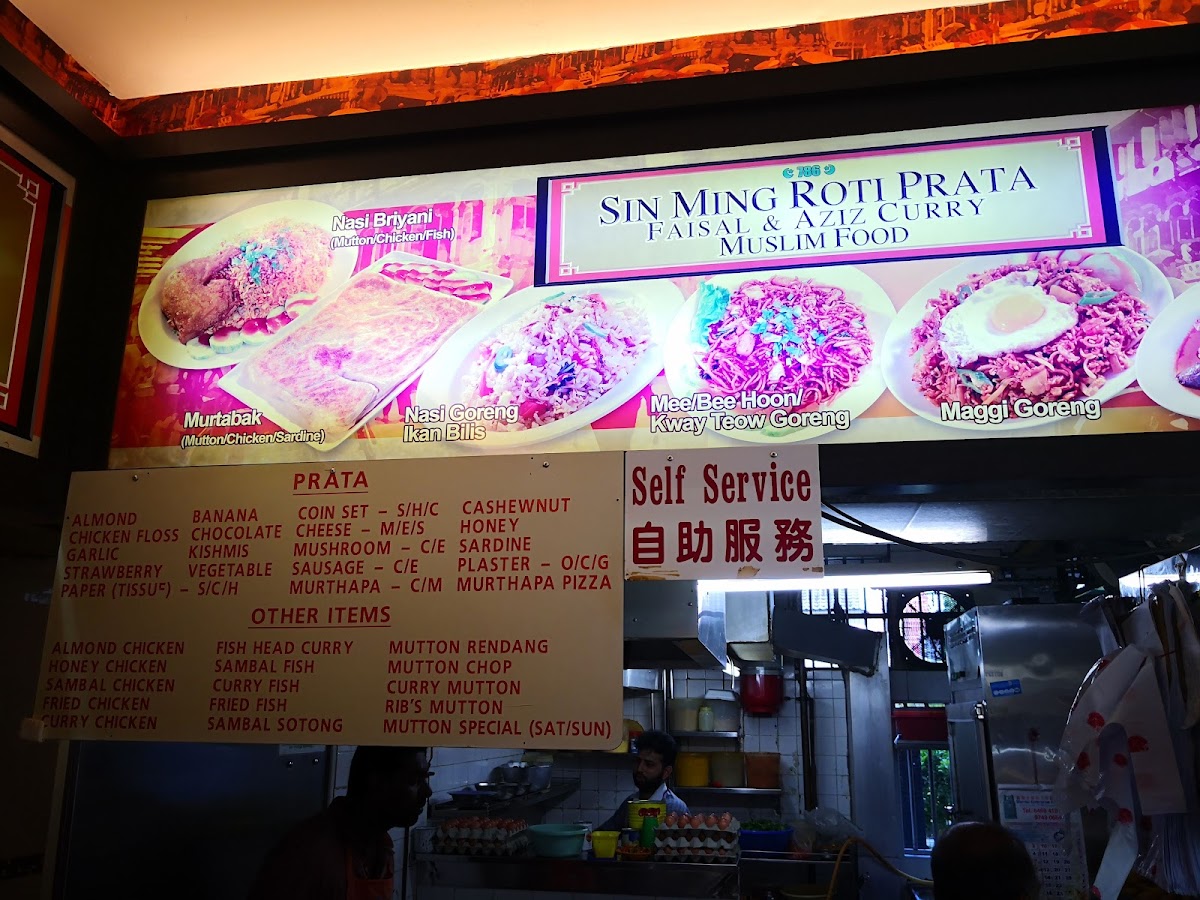 786
SIN MING ROTI PRATA
FAISAL & AZIZ CURRY
MUSLIM FOOD
Nasi Briyani
(Mutton/Chicken/Fish)
Murtabak
(Mutton/Chicken/Sardine)
Nasi Goreng
Ikan Bilis
Mee/Bee Hoon/
Kway Teow Goreng
Maggi Goreng
PRATA
ALMOND BANANA COIN SET – S/H/C CASHEWNUT
CHICKEN FLOSS CHOCOLATE CHEESE – M/E/S HONEY
GARLIC KISHMIS MUSHROOM – C/E SARDINE
STRAWBERRY VEGETABLE SAUSAGE – C/E PLASTER – O/C/G
PAPER (TISSUE) – S/C/H MURTHAPA – C/M MURTHAPA PIZZA
OTHER ITEMS
ALMOND CHICKEN FISH HEAD CURRY MUTTON RENDANG
HONEY CHICKEN SAMBAL FISH MUTTON CHOP
SAMBAL CHICKEN CURRY FISH CURRY MUTTON
FRIED CHICKEN FRIED FISH RIB'S MUTTON
CURRY CHICKEN SAMBAL SOTONG MUTTON SPECIAL (SAT/SUN)
Self Service
自助服務